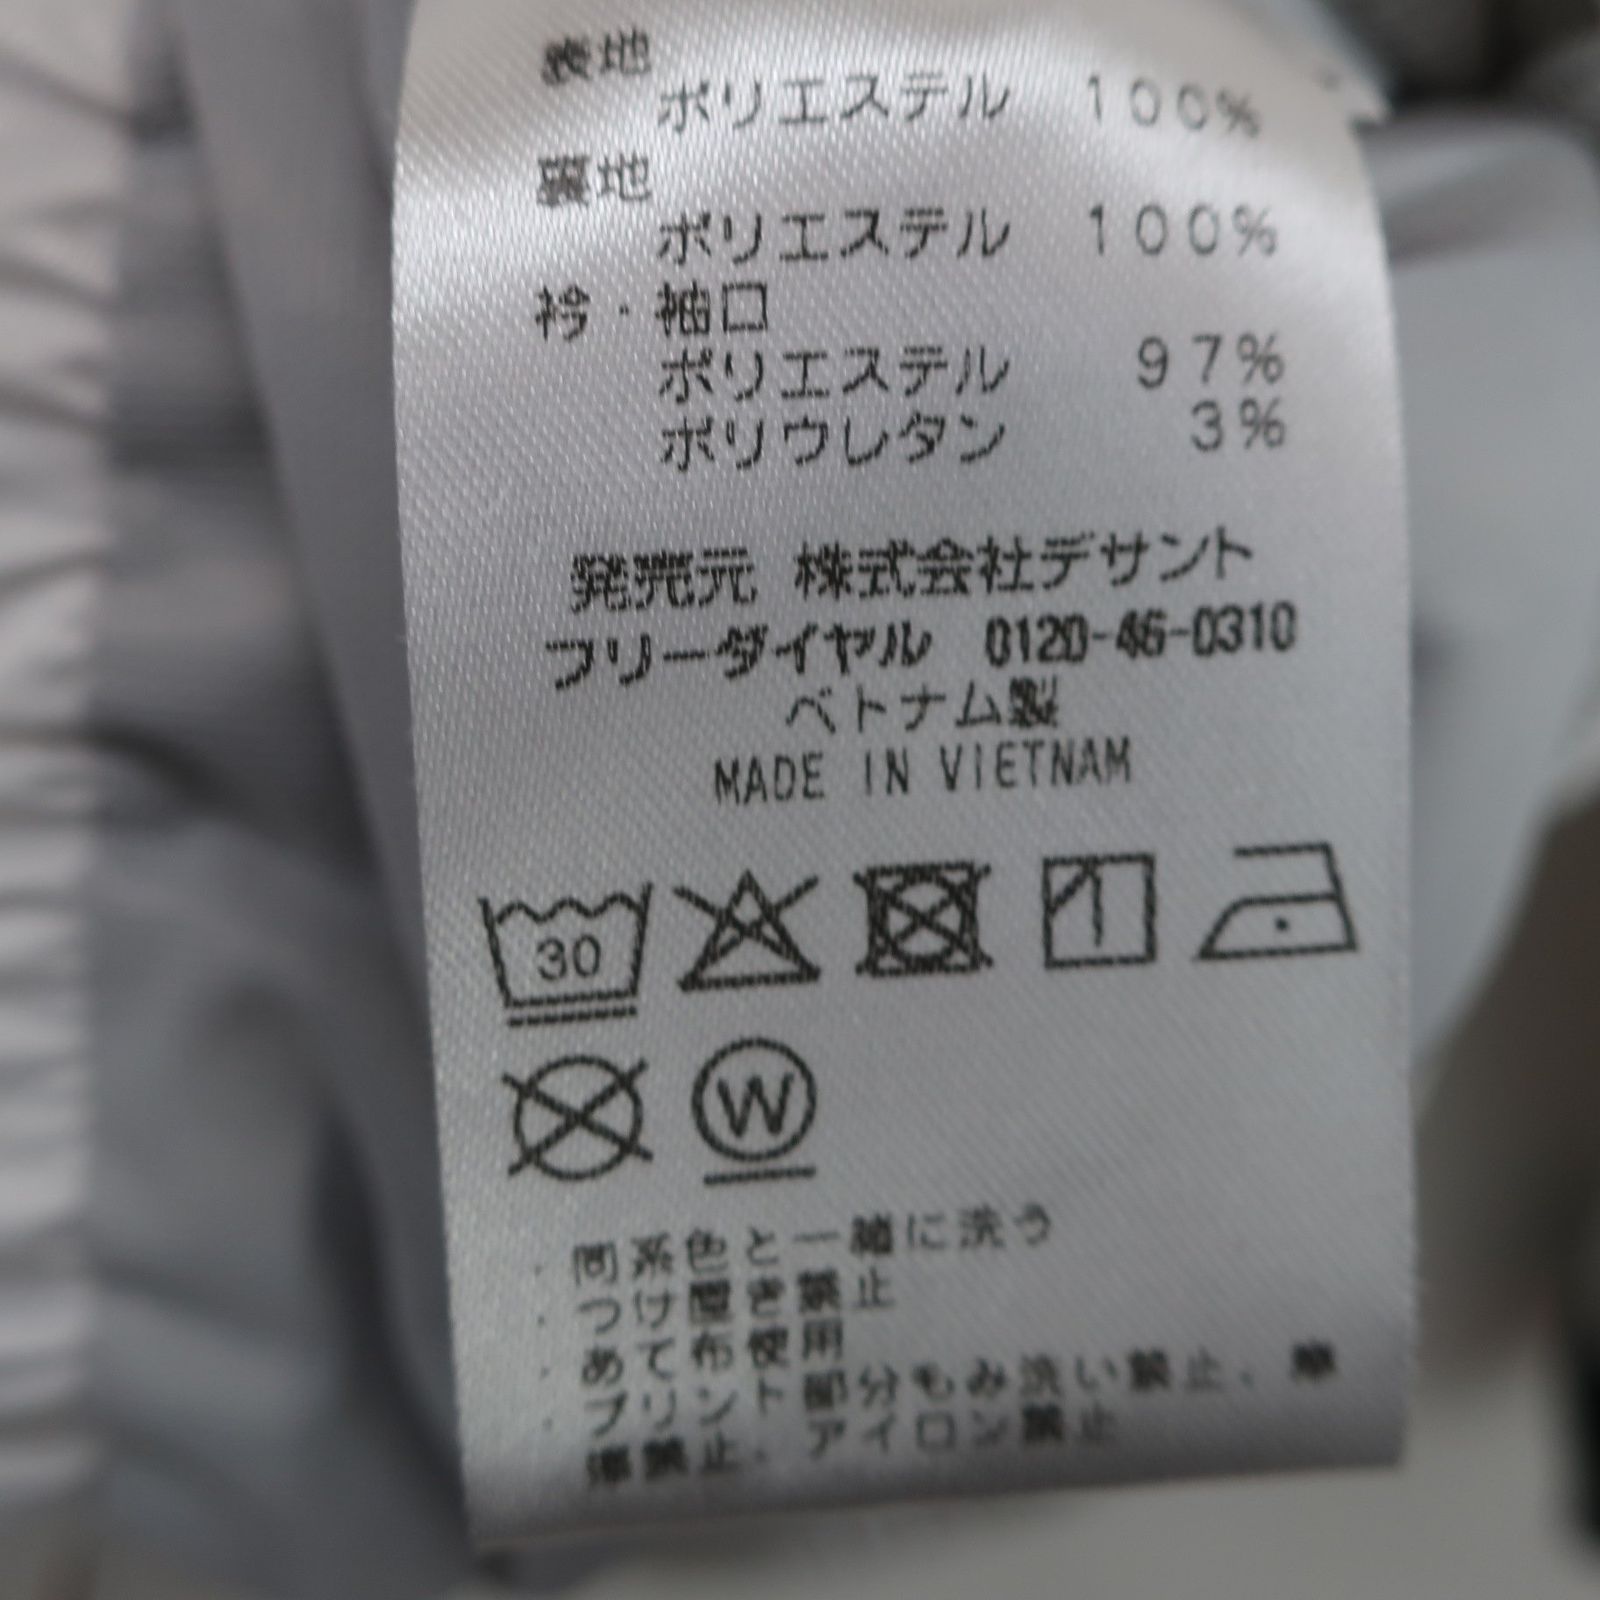 表地
ポリエステル 100%
裏地
ポリエステル 100%
衿・袖口
ポリエステル 97%
ポリウレタン 3%
発売元 株式会社デサント
フリーダイヤル 0120-46-0310
ベトナム製
MADE IN VIETNAM
30
W
・同系色と一緒に洗う
・つけ置き禁止
・あて布使用
・プリント部分もみ洗い禁止、摩
擦禁止、アイロン禁止